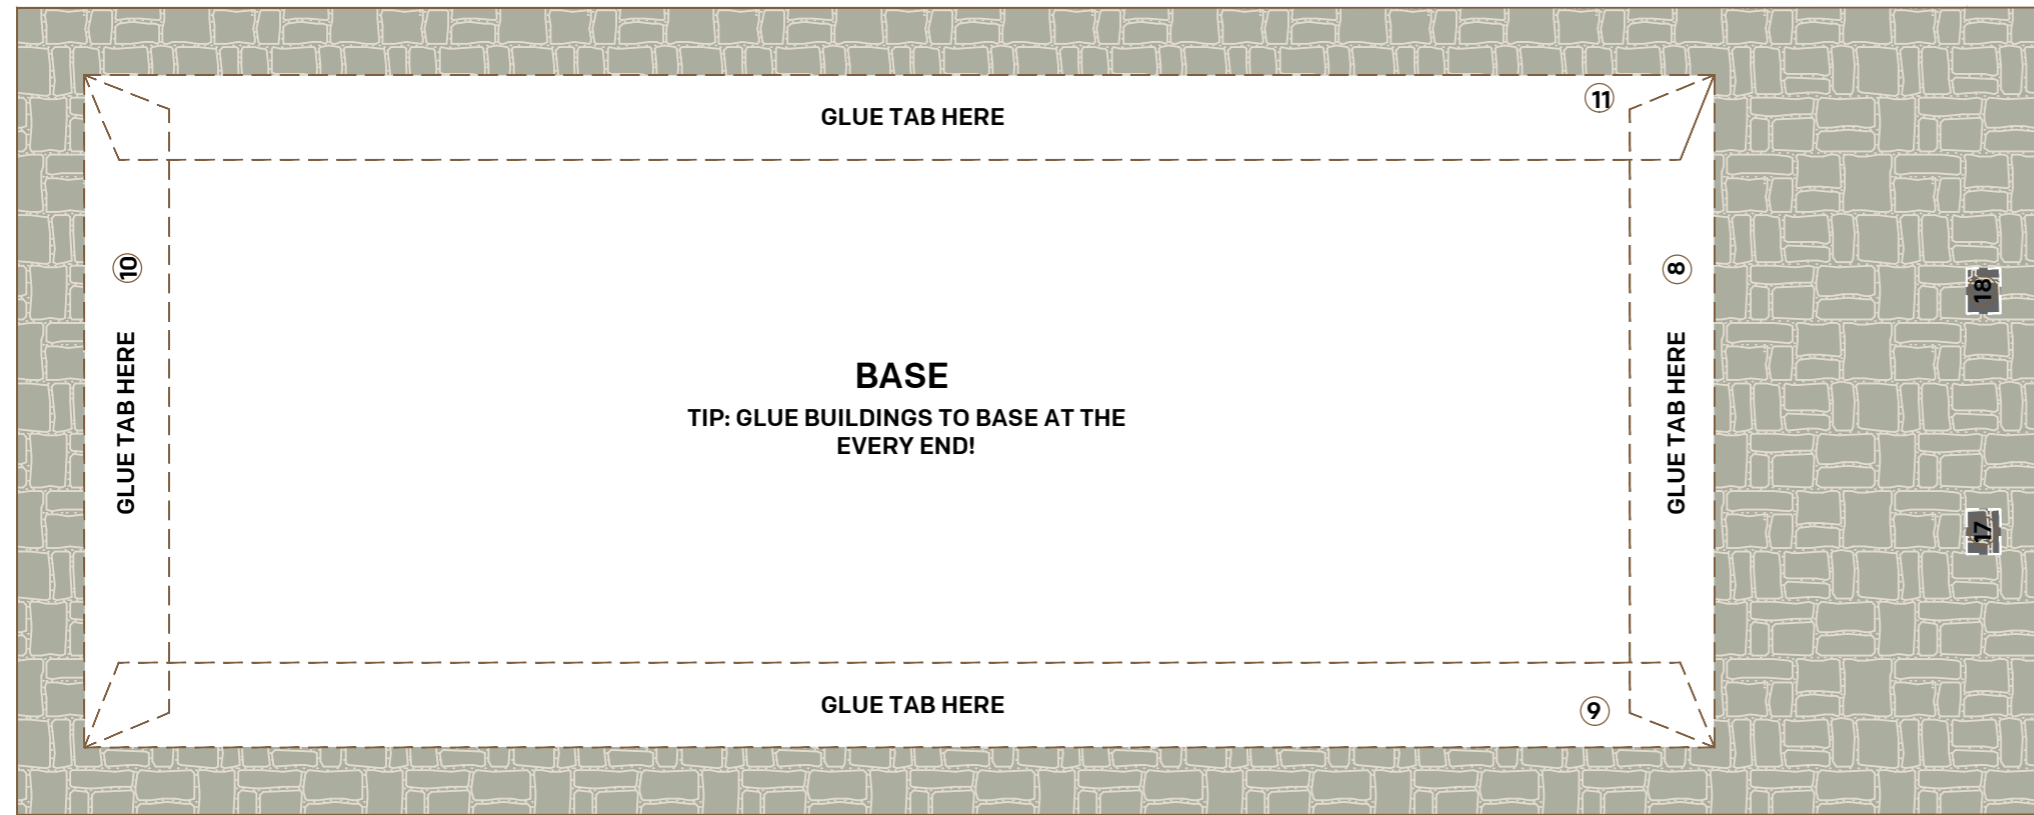 11
GLUE TAB HERE
10
8
18
GLUE TAB HERE
GLUE TAB HERE
BASE
TIP: GLUE BUILDINGS TO BASE AT THE
EVERY END!
17
GLUE TAB HERE
9